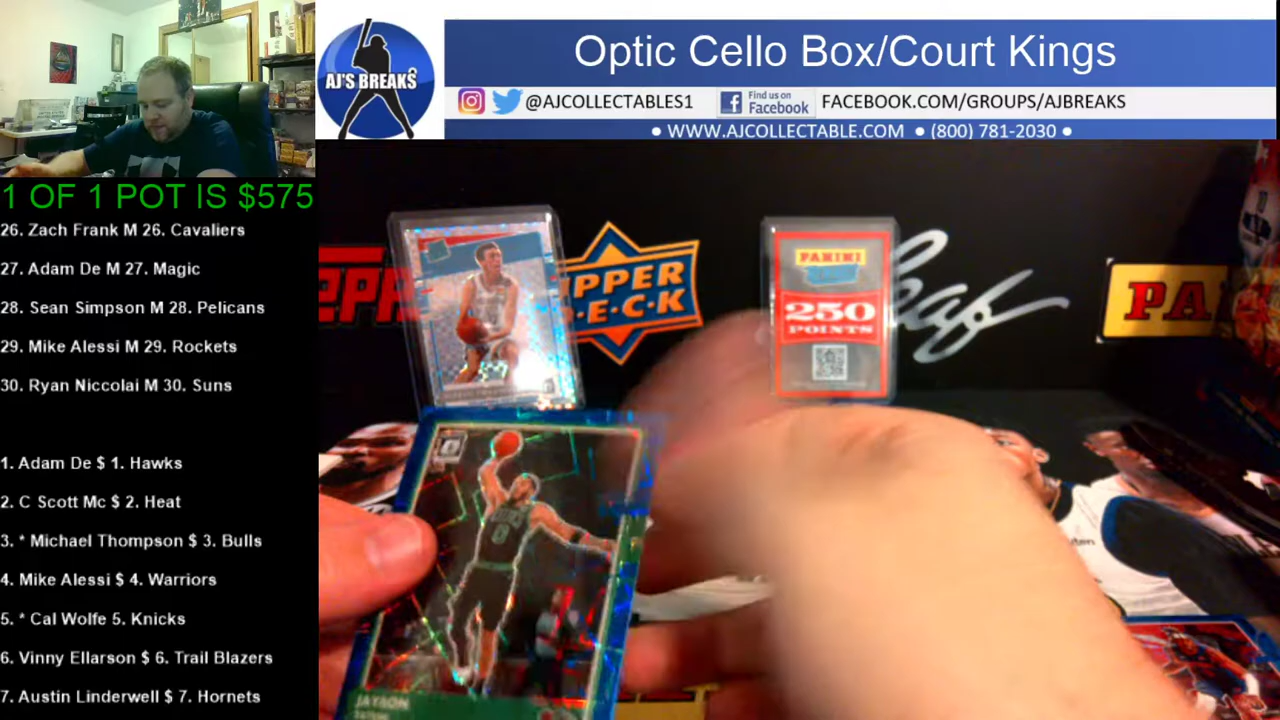 AJ'S BREAKS
Optic Cello Box/Court Kings
@AJCOLLECTABLES1
Find us on
Facebook
FACEBOOK.COM/GROUPS/AJBREAKS
● WWW.AJCOLLECTABLE.COM ● (800) 781-2030 ●
1 OF 1 POT IS $575
26. Zach Frank M 26. Cavaliers
27. Adam De M 27. Magic
28. Sean Simpson M 28. Pelicans
29. Mike Alessi M 29. Rockets
30. Ryan Niccolai M 30. Suns
1. Adam De $ 1. Hawks
2. C Scott Mc $ 2. Heat
3. * Michael Thompson $ 3. Bulls
4. Mike Alessi $ 4. Warriors
5. * Cal Wolfe 5. Knicks
6. Vinny Ellarson $ 6. Trail Blazers
7. Austin Linderwell $ 7. Hornets
UPPER
D·E·C·K
PANINI
250
POINTS
Leaf
JAYSON
TATUM